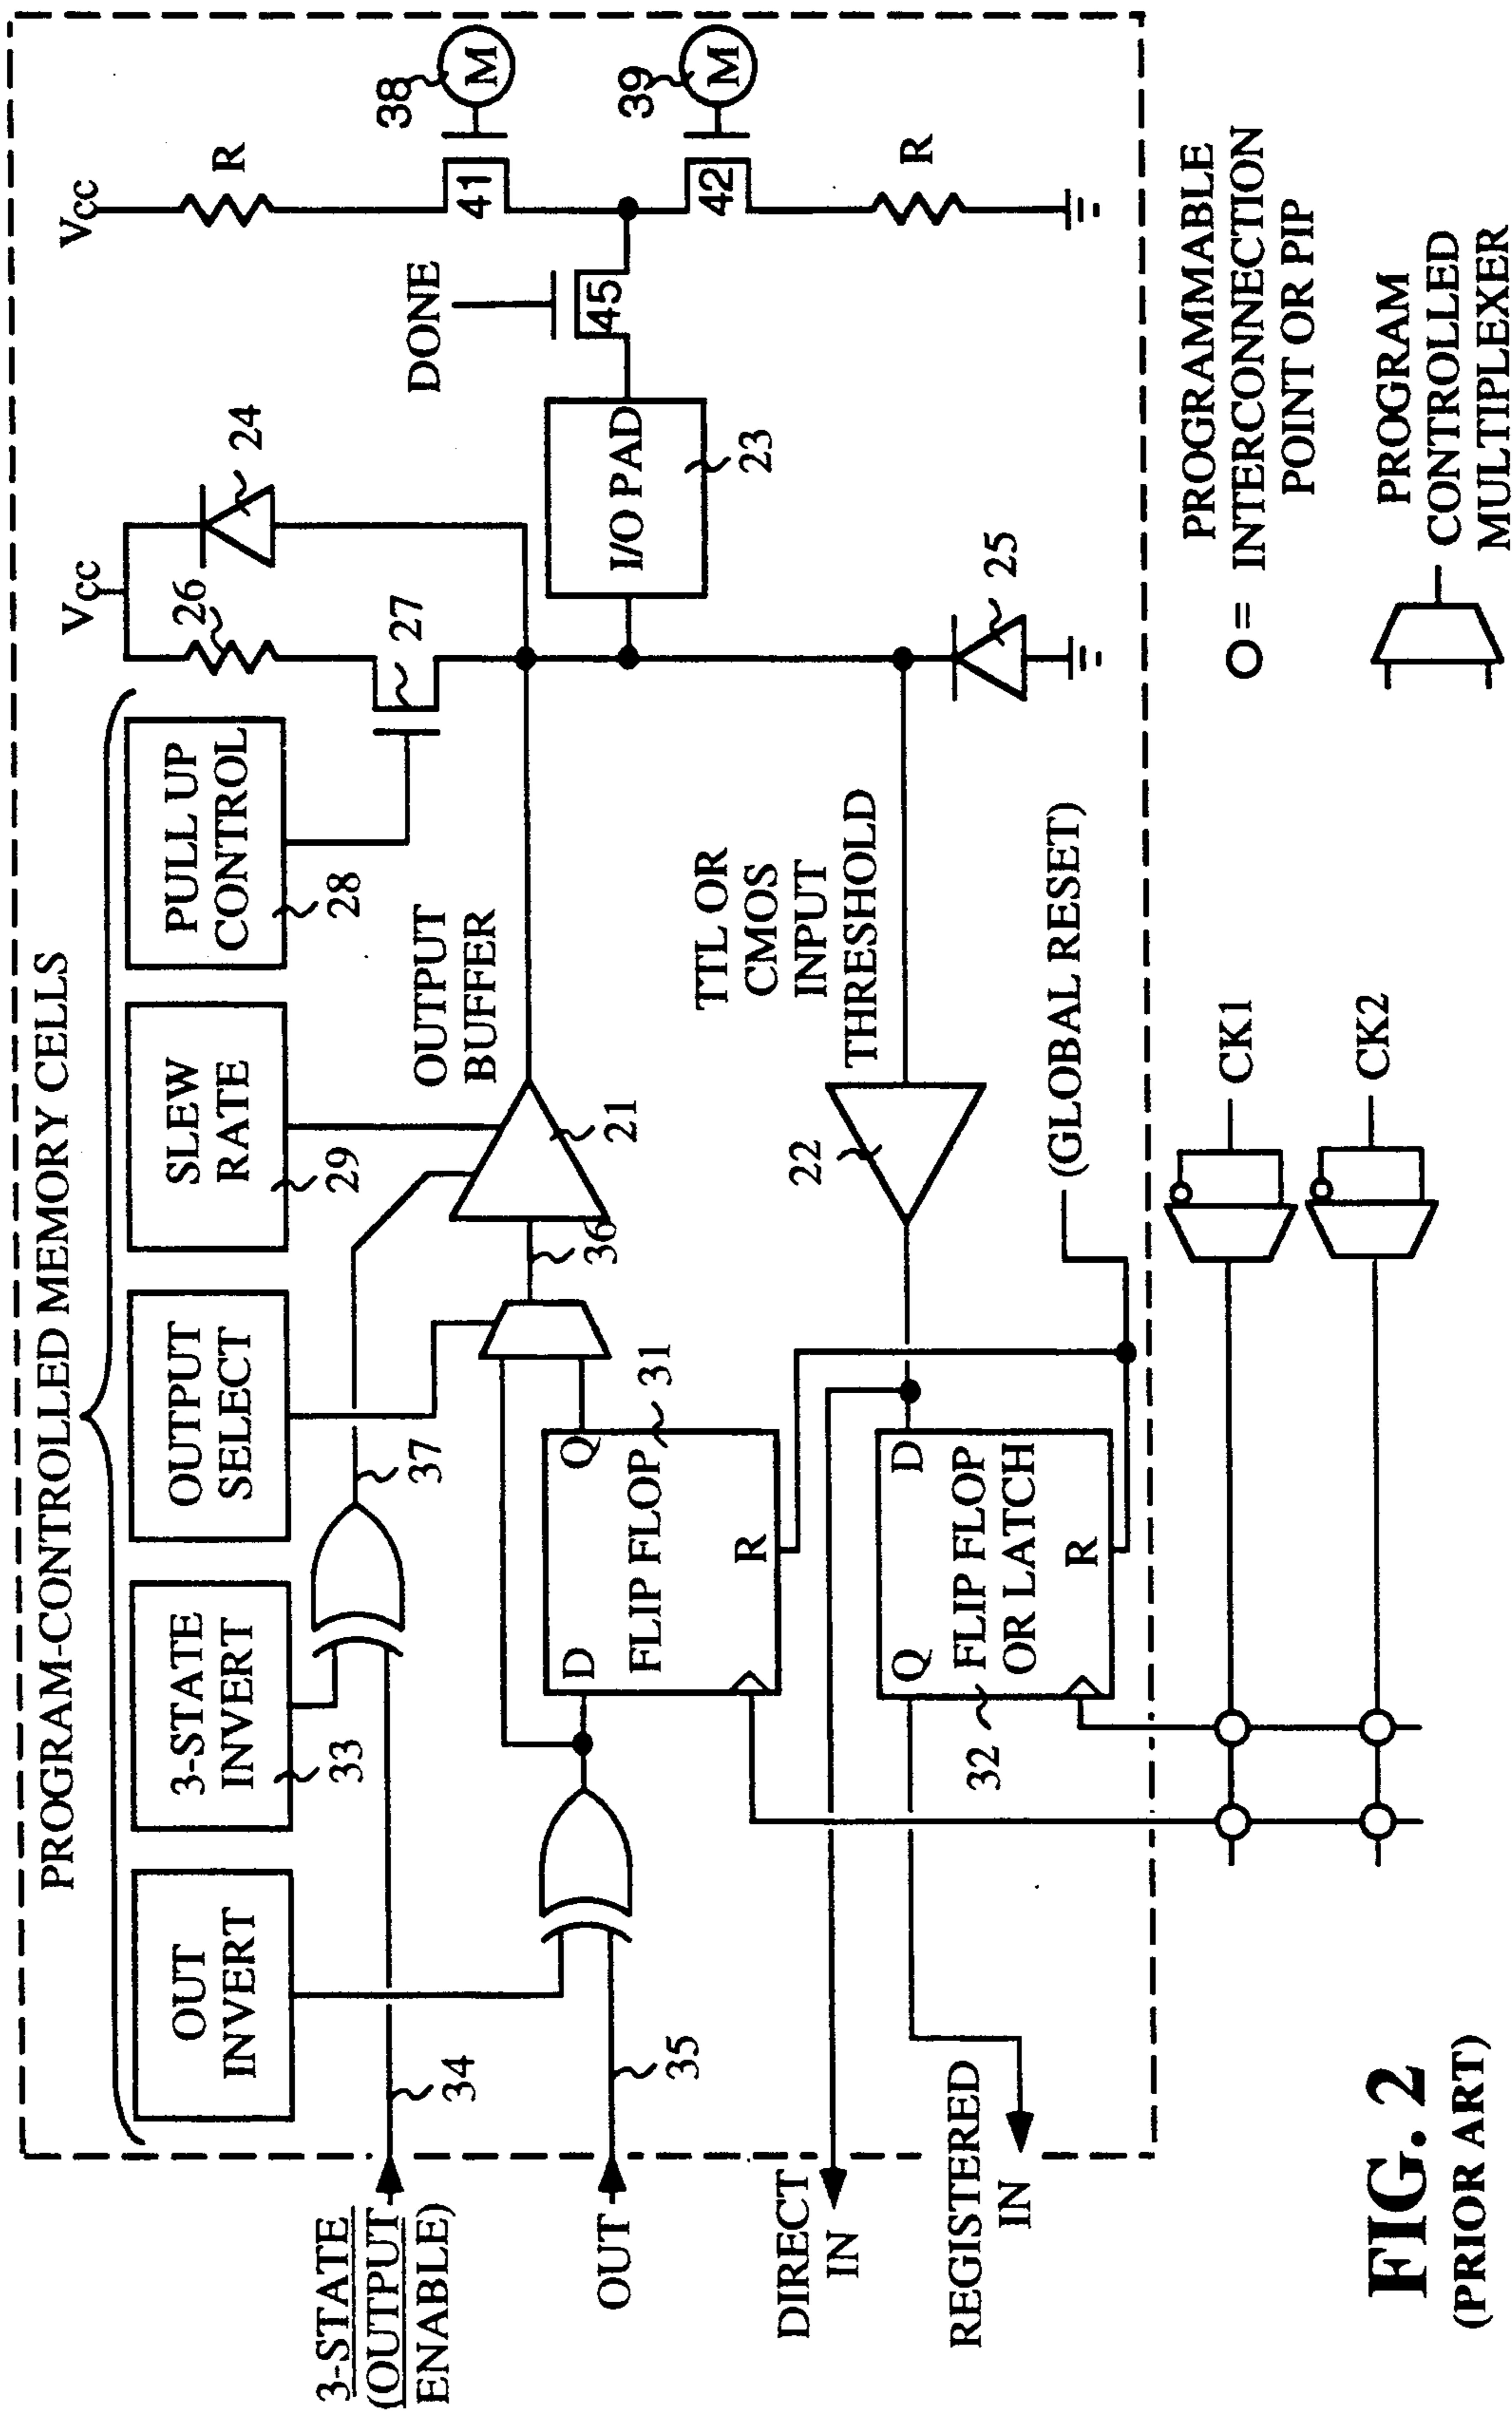 PROGRAM-CONTROLLED MEMORY CELLS
OUT
INVERT
3-STATE
INVERT
33
OUTPUT
SELECT
SLEW
RATE
29
PULL UP
CONTROL
28
Vcc
26
27
24
Vcc
R
38
M
41
39
M
42
R
DONE
45
I/O PAD
23
25
3-STATE
(OUTPUT
ENABLE)
34
37
OUTPUT
BUFFER
21
36
OUT
35
D
Q
FLIP FLOP
31
R
TTL OR
CMOS
INPUT
THRESHOLD
22
DIRECT
IN
REGISTERED
IN
Q
D
FLIP FLOP
OR LATCH
32
R
(GLOBAL RESET)
CK1
CK2
PROGRAMMABLE
= INTERCONNECTION
POINT OR PIP
PROGRAM
CONTROLLED
MULTIPLEXER
FIG. 2
(PRIOR ART)